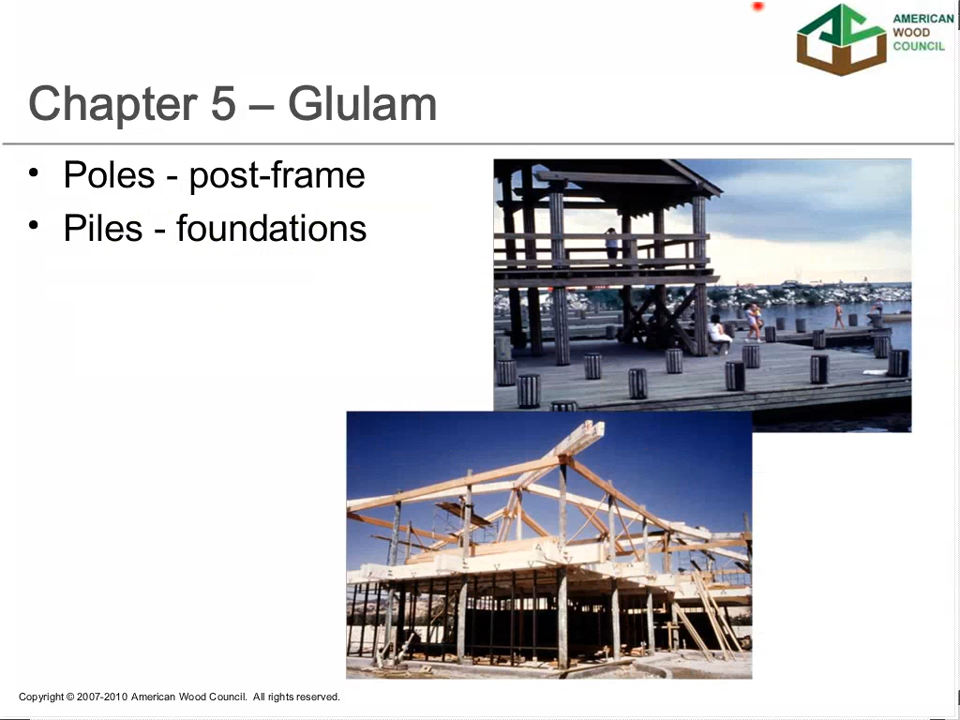 AMERICAN
WOOD
COUNCIL
Chapter 5 – Glulam
• Poles - post-frame
• Piles - foundations
Copyright © 2007-2010 American Wood Council. All rights reserved.